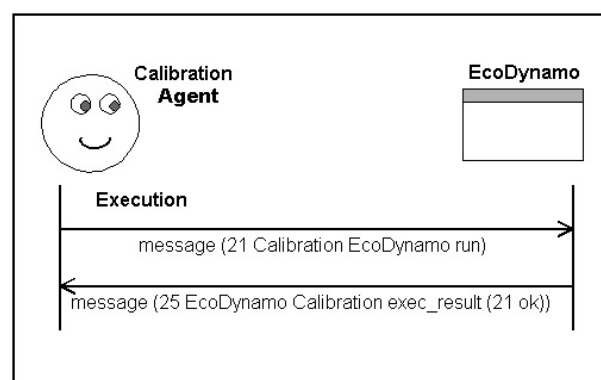 Calibration
Agent
EcoDynamo
Execution
message (21 Calibration EcoDynamo run)
message (25 EcoDynamo Calibration exec_result (21 ok))